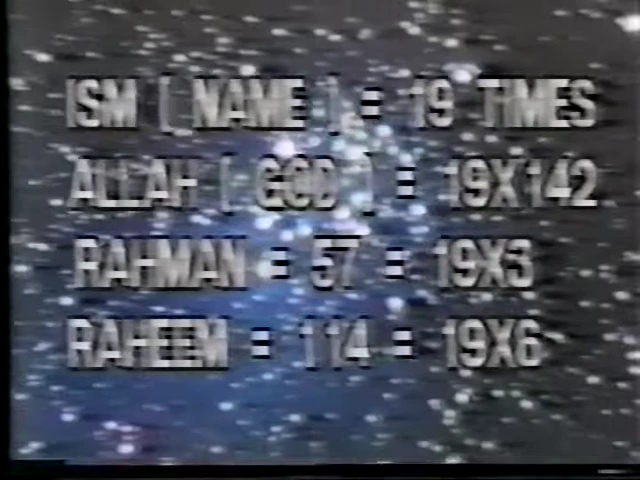 ISM [ NAME ] = 19 TIMES
ALLAH [ GOD ] = 19X142
RAHMAN = 57 = 19X3
RAHEEM = 114 = 19X6